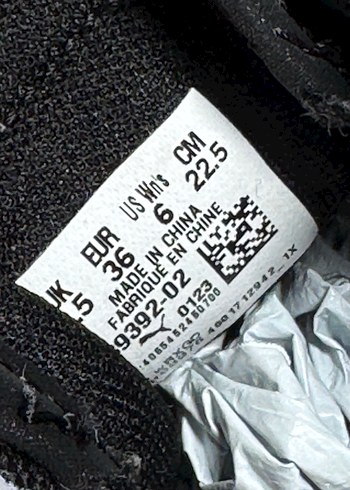 UK EUR US Wn's CM
5 36 6 22.5
MADE IN CHINA
FABRIQUÉ EN CHINE
9392-02 0123